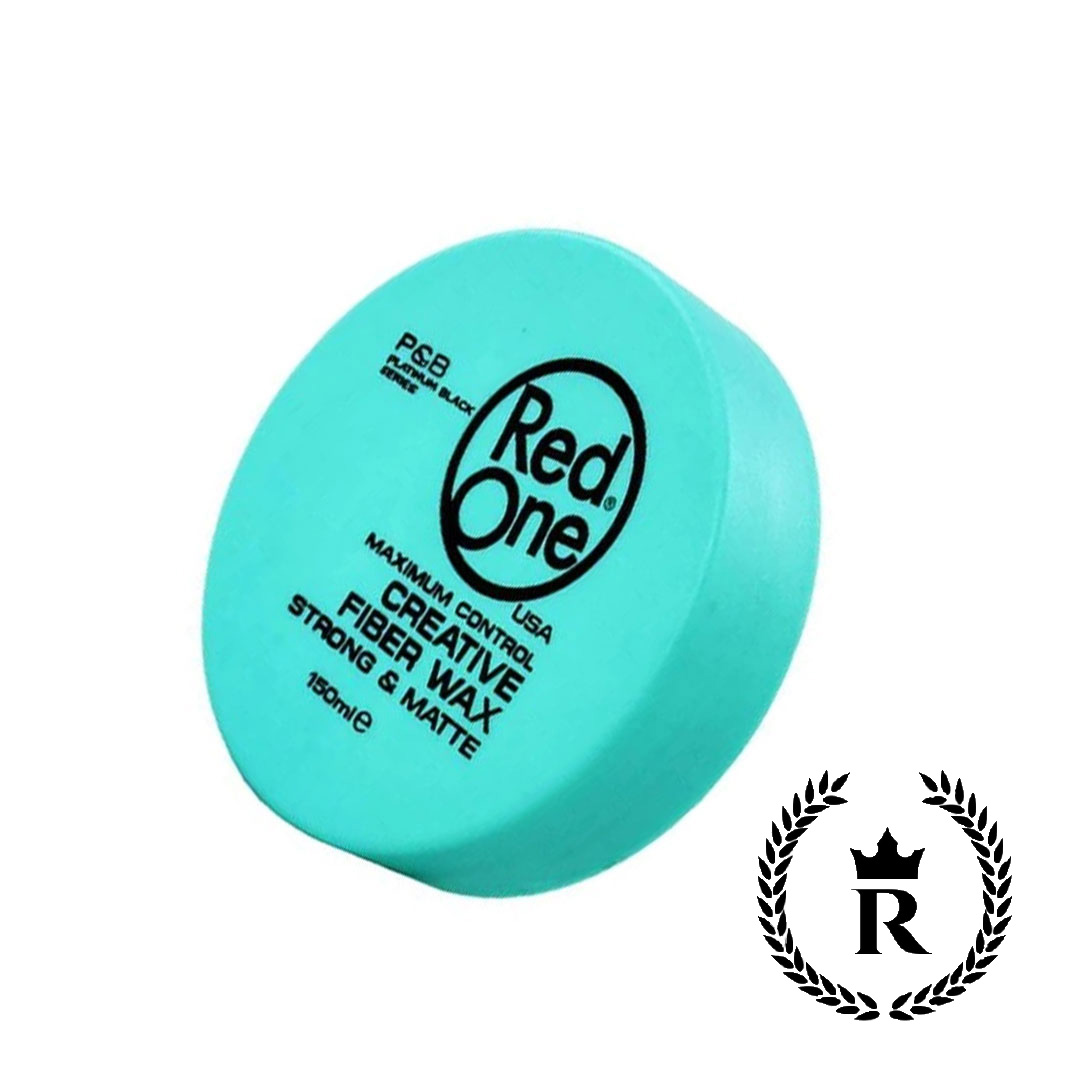 P&B
PLATINUM BLACK
SERIES
Red
One®
USA
MAXIMUM CONTROL
CREATIVE
FIBER WAX
STRONG & MATTE
150ml℮
R